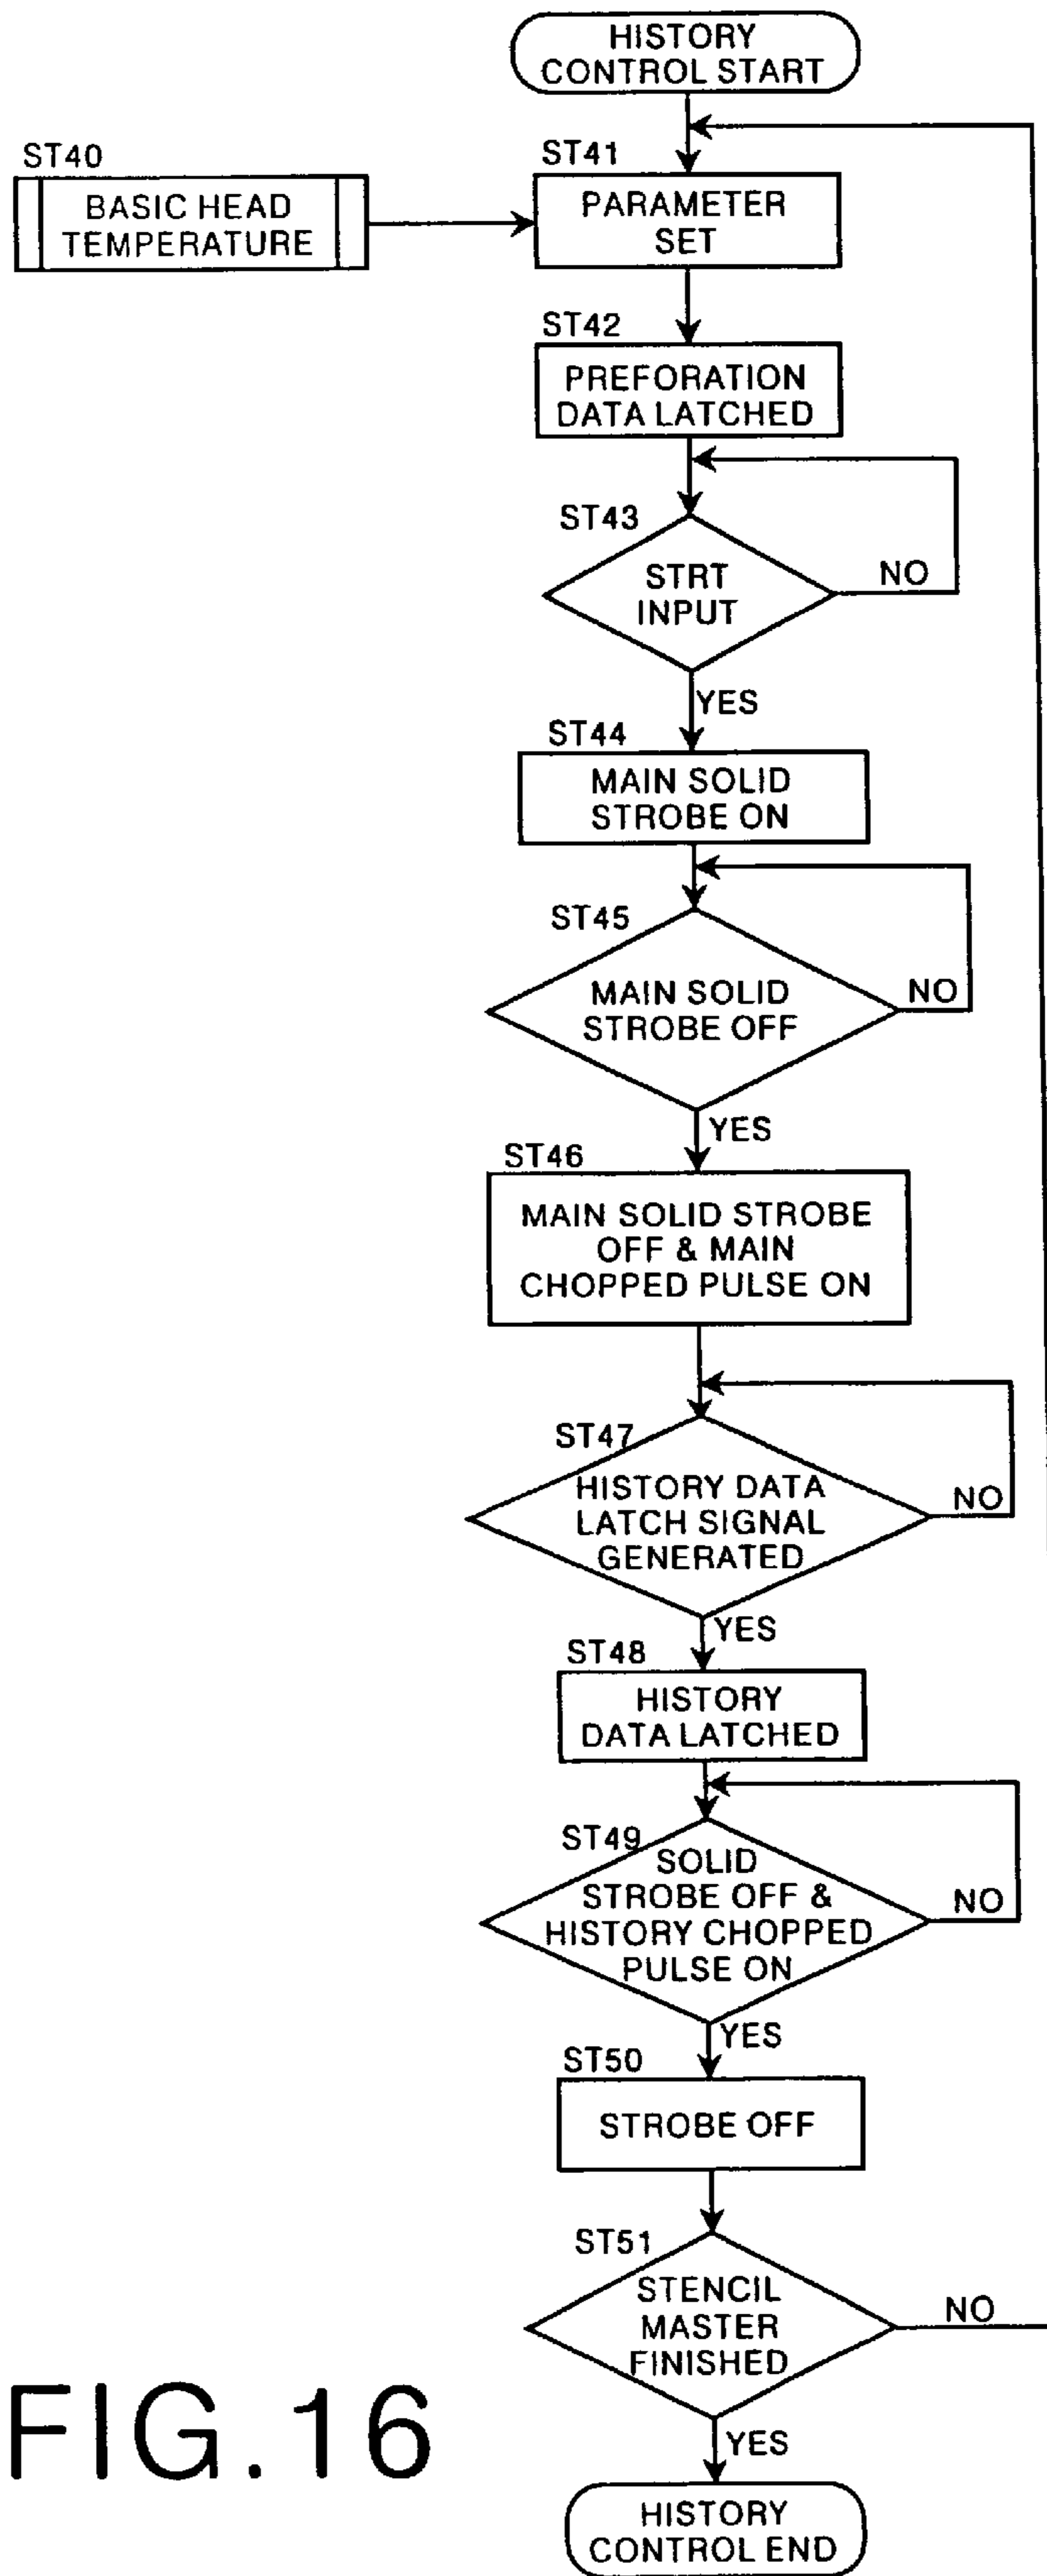 HISTORY
CONTROL START
ST40
BASIC HEAD
TEMPERATURE
ST41
PARAMETER
SET
ST42
PREFORATION
DATA LATCHED
ST43
STRT
INPUT
NO
YES
ST44
MAIN SOLID
STROBE ON
ST45
MAIN SOLID
STROBE OFF
NO
YES
ST46
MAIN SOLID STROBE
OFF & MAIN
CHOPPED PULSE ON
ST47
HISTORY DATA
LATCH SIGNAL
GENERATED
NO
YES
ST48
HISTORY
DATA LATCHED
ST49
SOLID
STROBE OFF &
HISTORY CHOPPED
PULSE ON
NO
YES
ST50
STROBE OFF
ST51
STENCIL
MASTER
FINISHED
NO
YES
HISTORY
CONTROL END
FIG.16